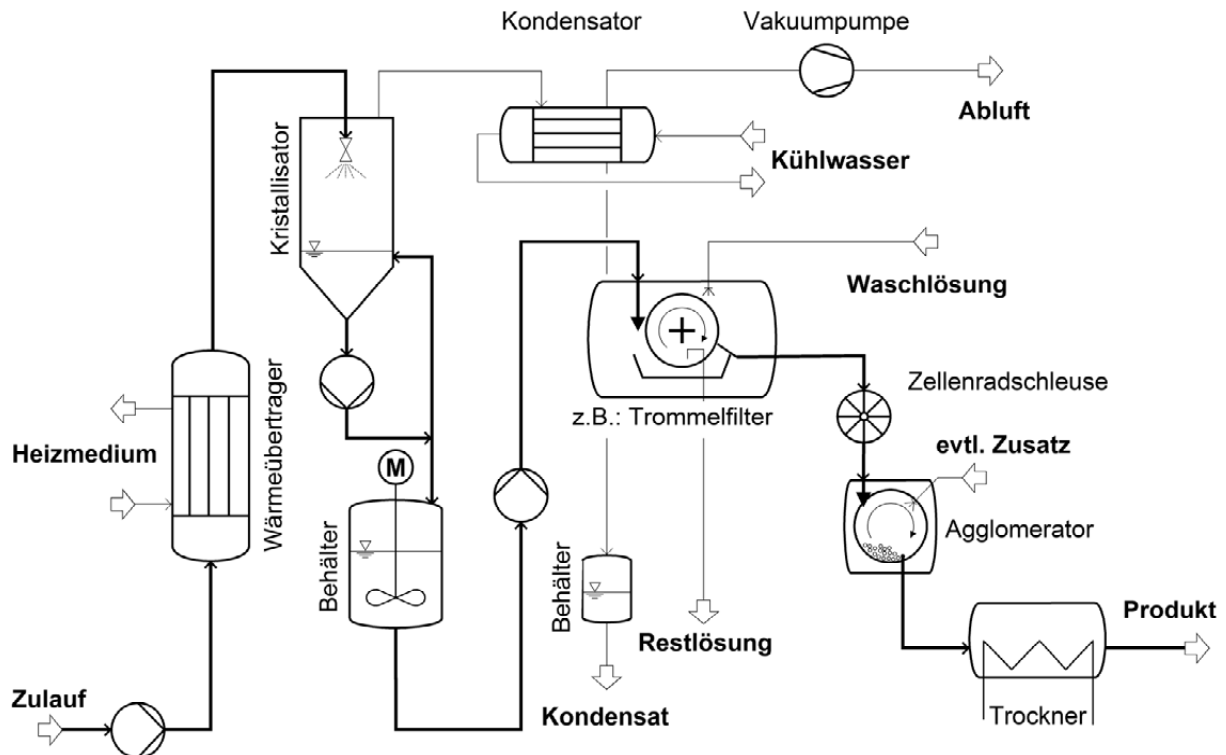 Kondensator
Vakuumpumpe
Abluft
Kühlwasser
Kristallisator
Waschlösung
Zellenradschleuse
z.B.: Trommelfilter
evtl. Zusatz
Heizmedium
Wärmeübertrager
M
Agglomerator
Behälter
Behälter
Restlösung
Produkt
Zulauf
Kondensat
Trockner